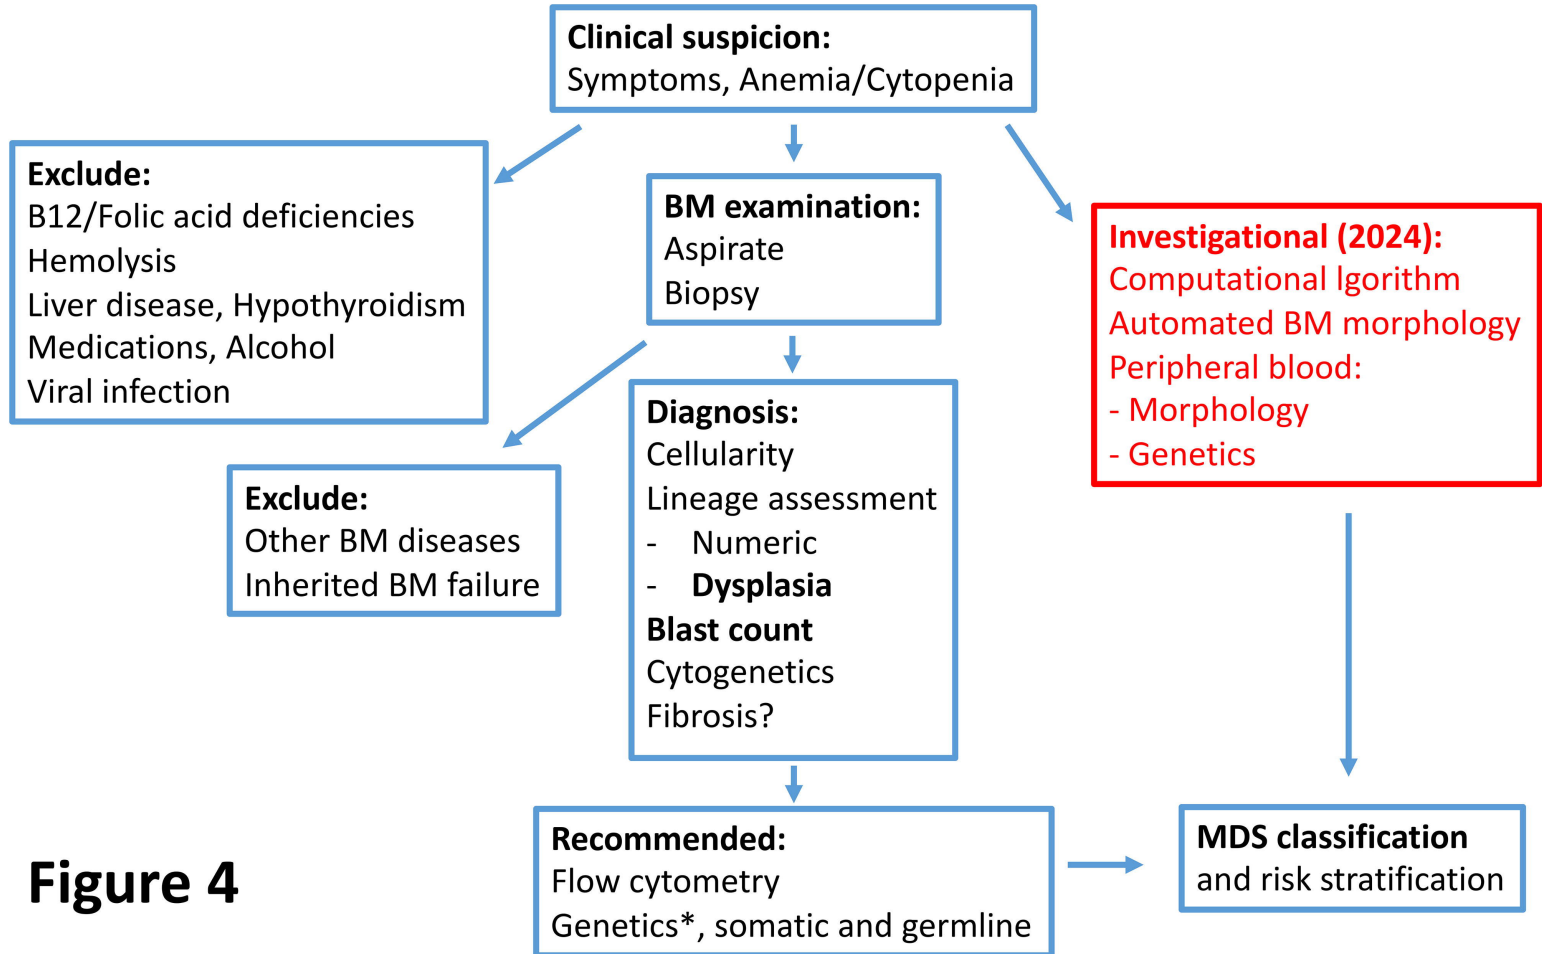 Clinical suspicion:
Symptoms, Anemia/Cytopenia
Exclude:
B12/Folic acid deficiencies
Hemolysis
Liver disease, Hypothyroidism
Medications, Alcohol
Viral infection
BM examination:
Aspirate
Biopsy
Investigational (2024):
Computational lgorithm
Automated BM morphology
Peripheral blood:
- Morphology
- Genetics
Exclude:
Other BM diseases
Inherited BM failure
Diagnosis:
Cellularity
Lineage assessment
- Numeric
- Dysplasia
Blast count
Cytogenetics
Fibrosis?
Recommended:
Flow cytometry
Genetics*, somatic and germline
MDS classification
and risk stratification
Figure 4